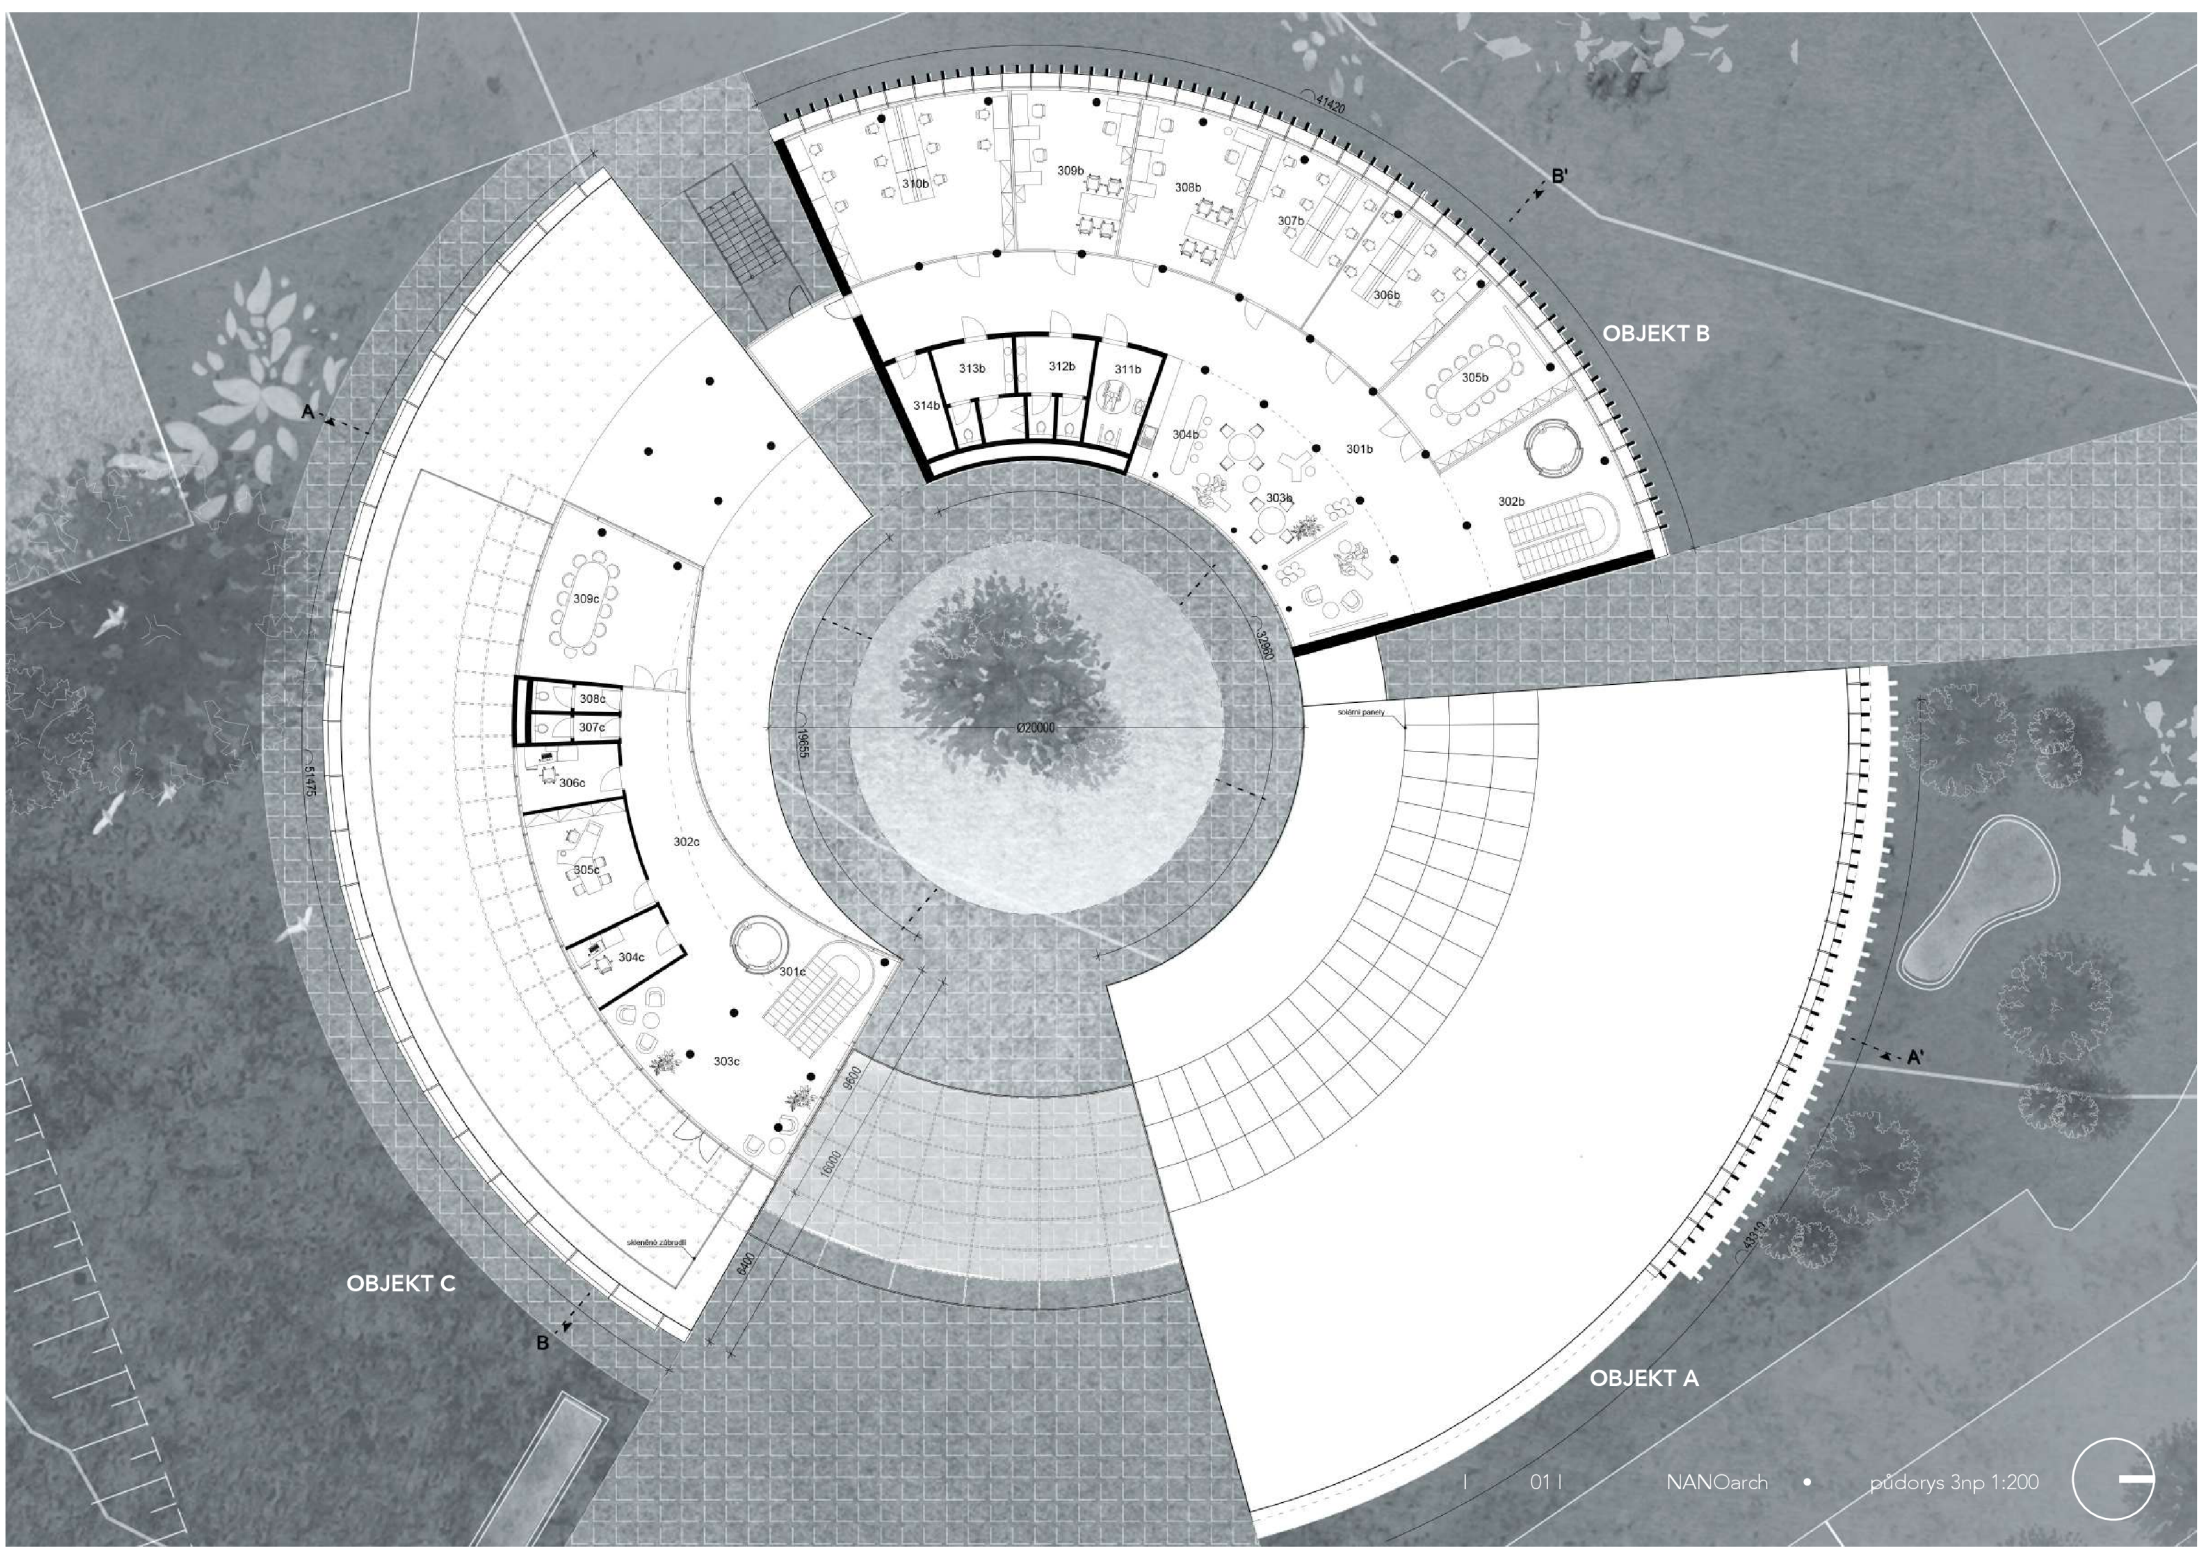 41420
B'
310b
309b
308b
307b
306b
OBJEKT B
305b
313b
312b
311b
314b
304b
301b
303b
302b
A
309c
32960
308c
307c
Ø20000
solární panely
19655
306c
51475
302c
305c
304c
301c
303c
9600
16000
6400
A'
43310
skleněné zábradlí
OBJEKT C
B
OBJEKT A
| 01 | NANOarch • půdorys 3np 1:200